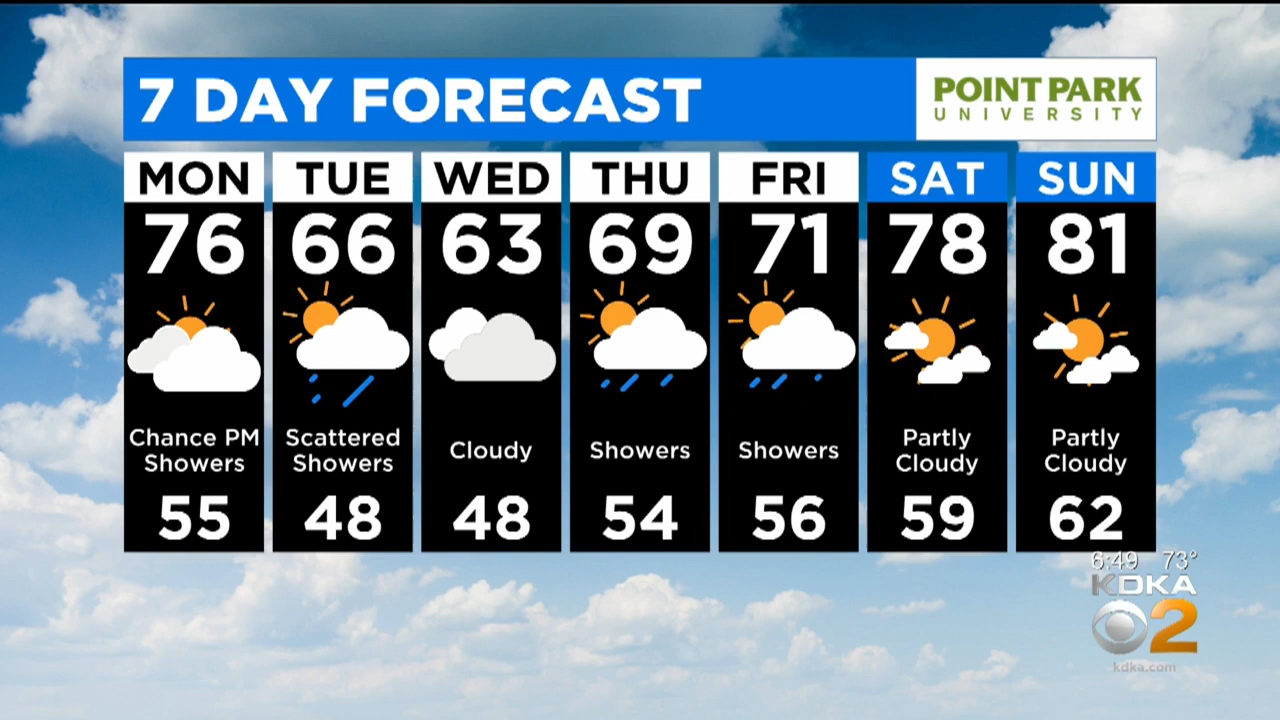 7 DAY FORECAST
POINT PARK
UNIVERSITY
MON TUE WED THU FRI SAT SUN
76 66 63 69 71 78 81
Chance PM
Showers
Scattered
Showers
Cloudy
Showers
Showers
Partly
Cloudy
Partly
Cloudy
55 48 48 54 56 59 62
6:49 73°
KDKA
2
kdka.com